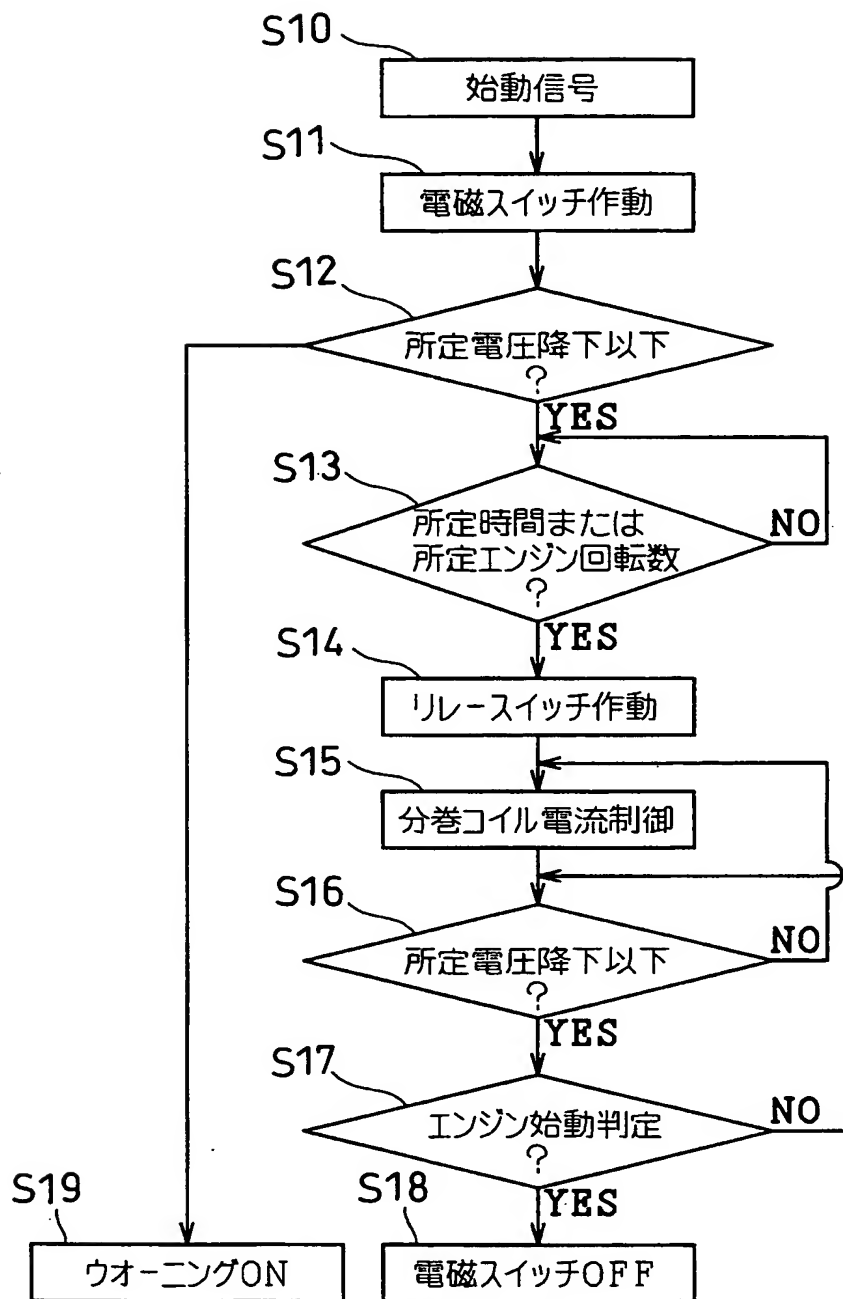 S10
始動信号
S11
電磁スイッチ作動
S12
所定電圧降下以下
?
YES
S13
所定時間または
所定エンジン回転数
?
NO
YES
S14
リレースイッチ作動
S15
分巻コイル電流制御
S16
所定電圧降下以下
?
NO
YES
S17
エンジン始動判定
?
NO
YES
S19
ウオーニングON
S18
電磁スイッチOFF